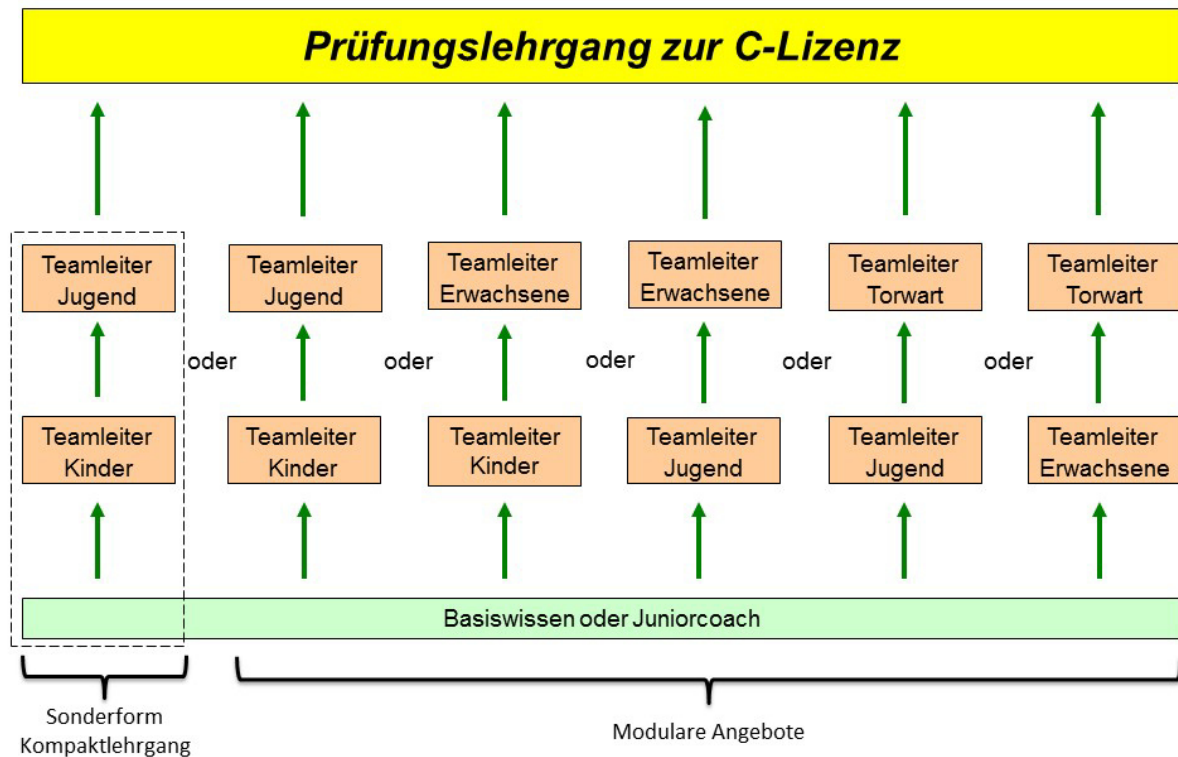 Prüfungslehrgang zur C-Lizenz
Teamleiter
Jugend
Teamleiter
Jugend
Teamleiter
Erwachsene
Teamleiter
Erwachsene
Teamleiter
Torwart
Teamleiter
Torwart
oder
oder
oder
oder
oder
Teamleiter
Kinder
Teamleiter
Kinder
Teamleiter
Kinder
Teamleiter
Jugend
Teamleiter
Jugend
Teamleiter
Erwachsene
Basiswissen oder Juniorcoach
Sonderform
Kompaktlehrgang
Modulare Angebote